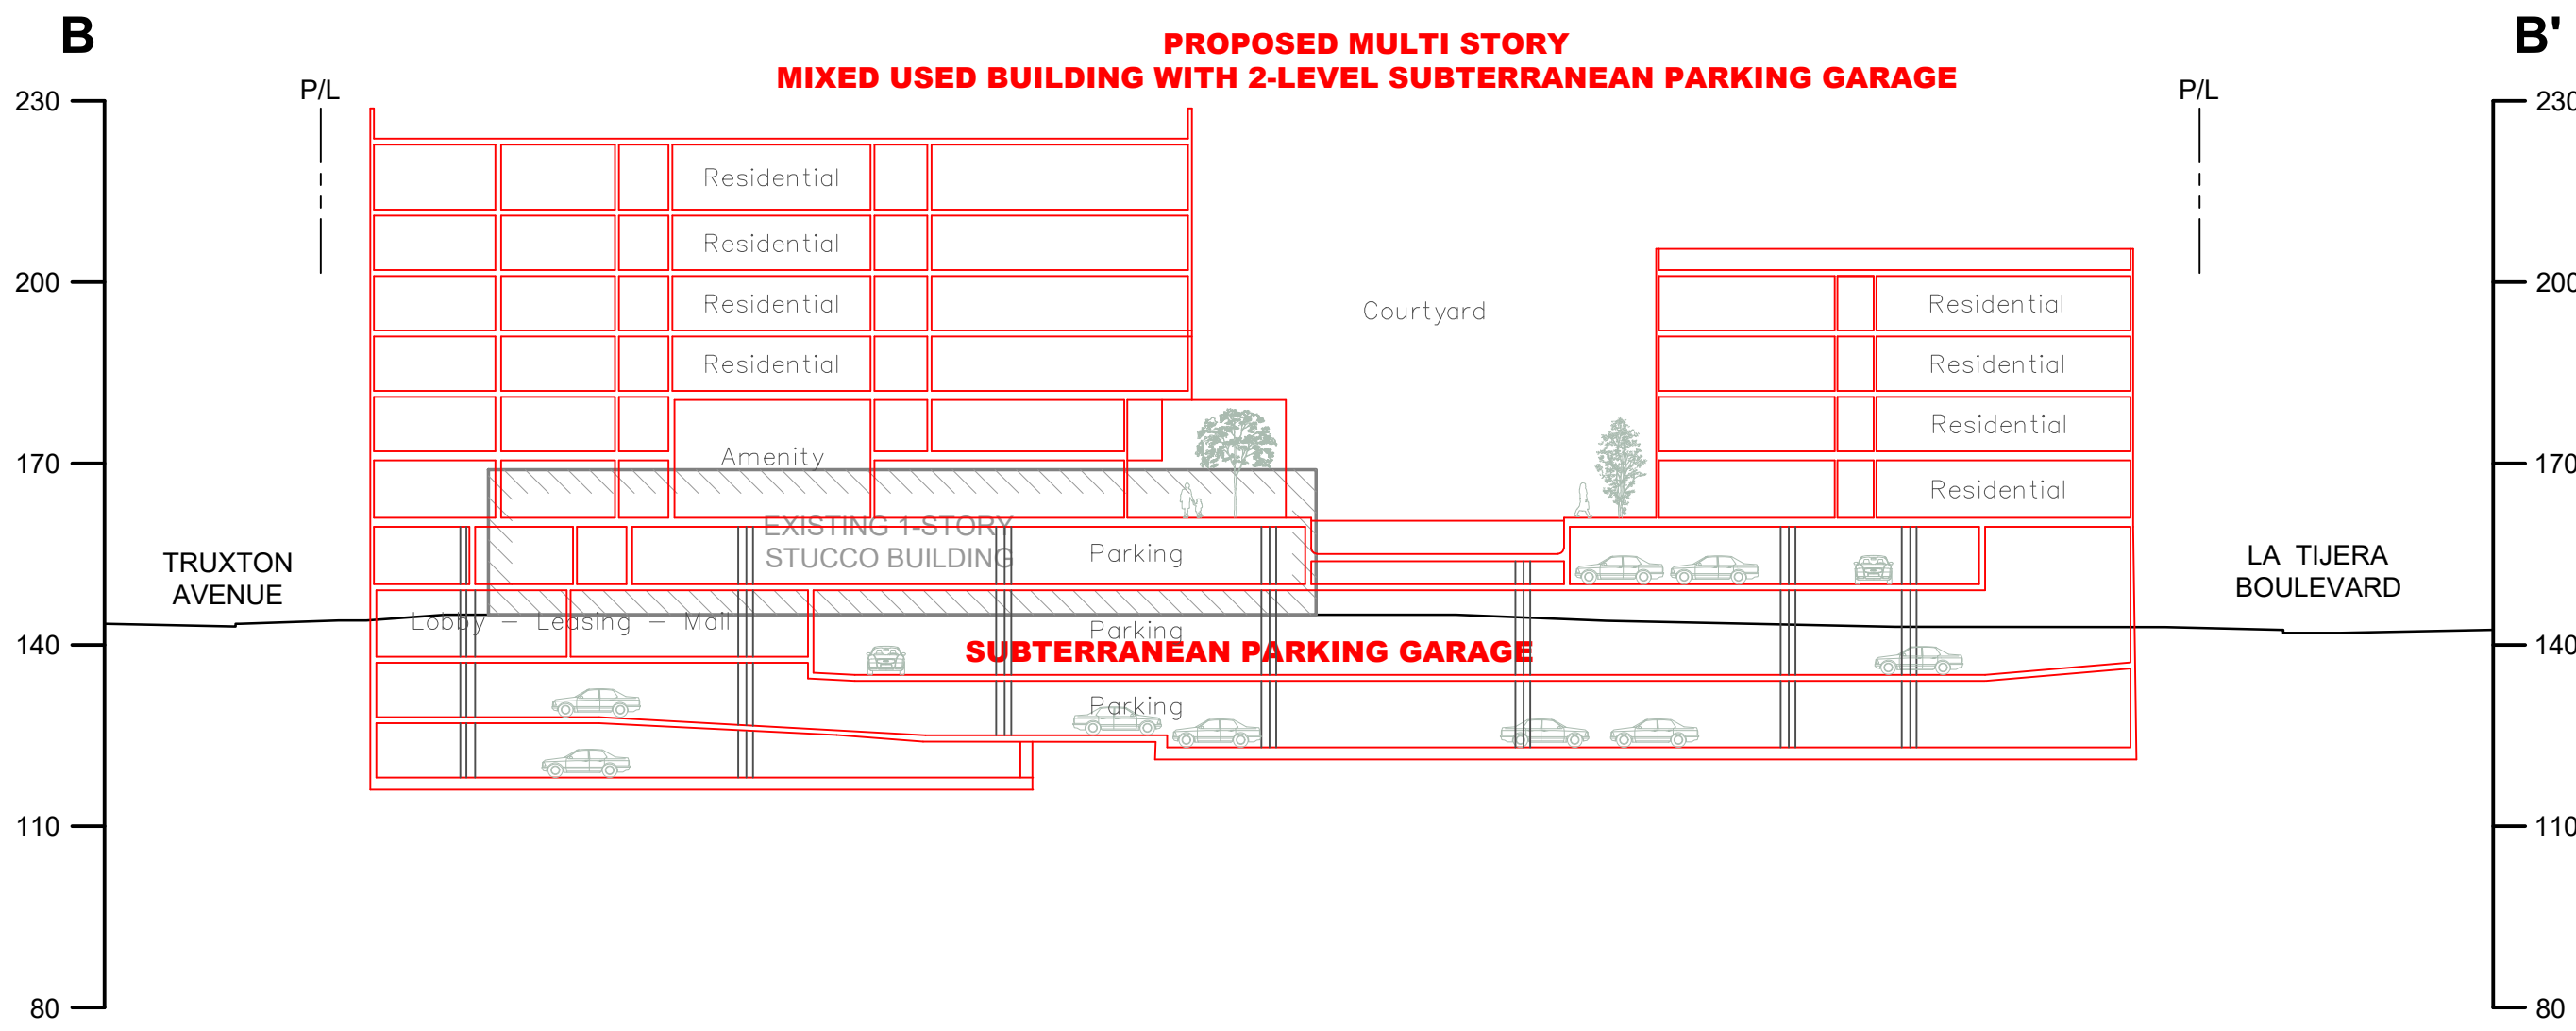 B
B'
PROPOSED MULTI STORY
MIXED USED BUILDING WITH 2-LEVEL SUBTERRANEAN PARKING GARAGE
P/L
P/L
230
230
Residential
Residential
200
200
Residential
Courtyard
Residential
Residential
Residential
Residential
Amenity
170
170
Residential
EXISTING 1-STORY
STUCCO BUILDING
Parking
TRUXTON
AVENUE
LA TIJERA
BOULEVARD
Lobby – Leasing – Mail
Parking
140
SUBTERRANEAN PARKING GARAGE
140
Parking
110
110
80
80